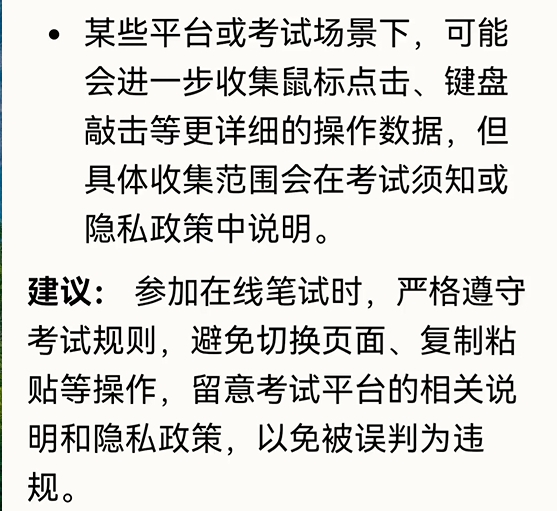 • 某些平台或考试场景下，可能
会进一步收集鼠标点击、键盘
敲击等更详细的操作数据，但
具体收集范围会在考试须知或
隐私政策中说明。
建议： 参加在线笔试时，严格遵守
考试规则，避免切换页面、复制粘
贴等操作，留意考试平台的相关说
明和隐私政策，以免被误判为违
规。